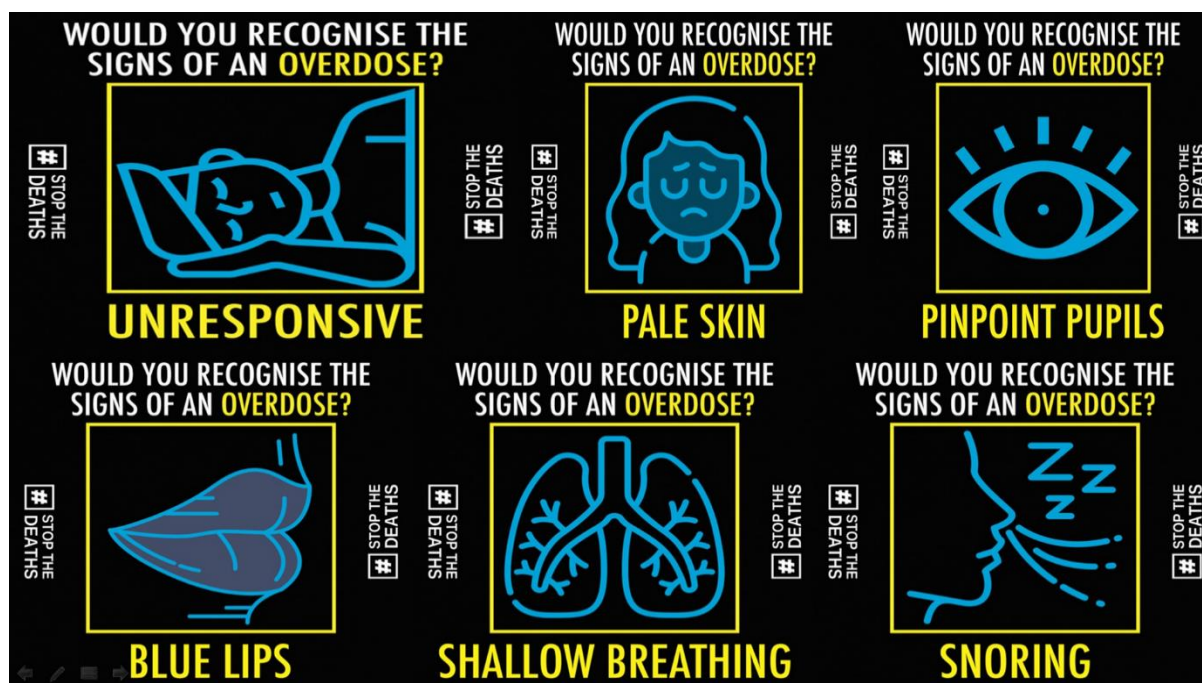 WOULD YOU RECOGNISE THE
SIGNS OF AN OVERDOSE?
# STOP THE
DEATHS
# STOP THE
DEATHS
UNRESPONSIVE
WOULD YOU RECOGNISE THE
SIGNS OF AN OVERDOSE?
# STOP THE
DEATHS
# STOP THE
DEATHS
PALE SKIN
WOULD YOU RECOGNISE THE
SIGNS OF AN OVERDOSE?
# STOP THE
DEATHS
# STOP THE
DEATHS
PINPOINT PUPILS
WOULD YOU RECOGNISE THE
SIGNS OF AN OVERDOSE?
# STOP THE
DEATHS
# STOP THE
DEATHS
BLUE LIPS
WOULD YOU RECOGNISE THE
SIGNS OF AN OVERDOSE?
# STOP THE
DEATHS
# STOP THE
DEATHS
SHALLOW BREATHING
WOULD YOU RECOGNISE THE
SIGNS OF AN OVERDOSE?
# STOP THE
DEATHS
# STOP THE
DEATHS
Z Z
Z
SNORING